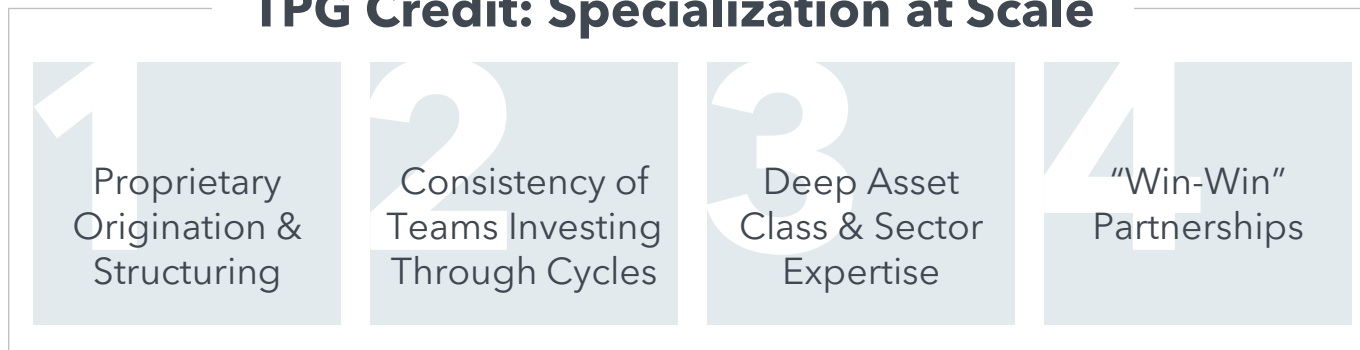 TPG Credit: Specialization at Scale
1
Proprietary
Origination &
Structuring
2
Consistency of
Teams Investing
Through Cycles
3
Deep Asset
Class & Sector
Expertise
4
“Win-Win”
Partnerships